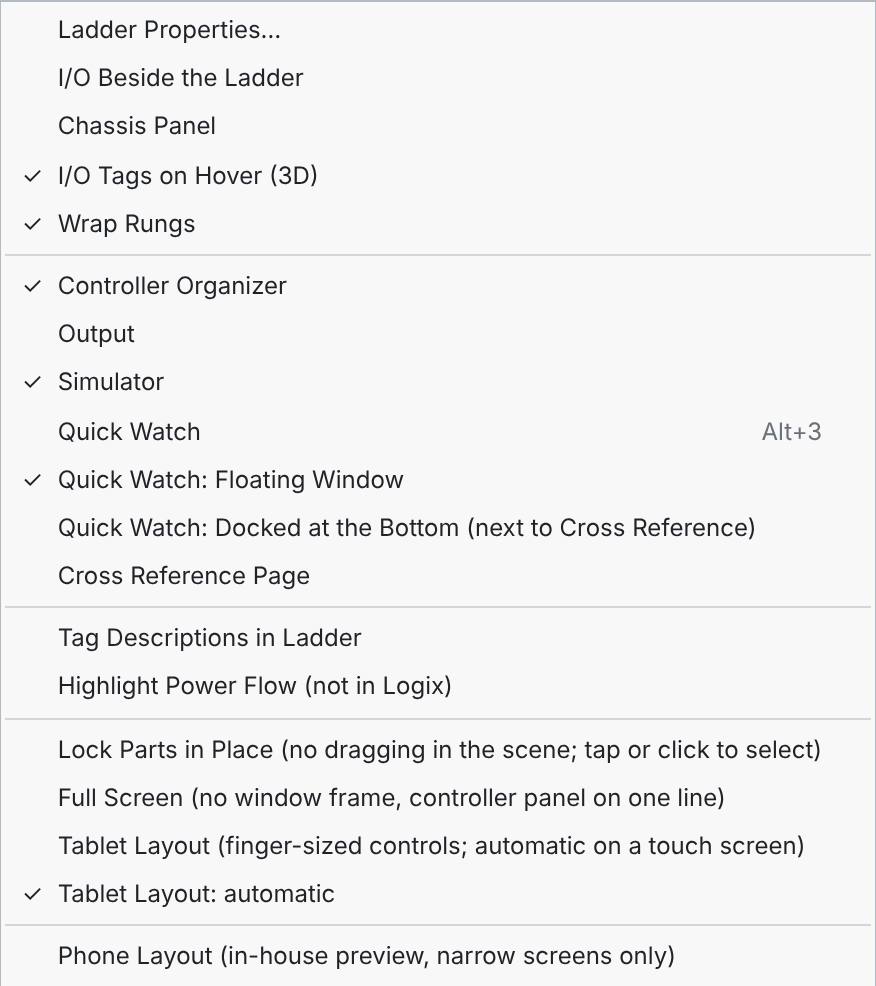 Ladder Properties...
I/O Beside the Ladder
Chassis Panel
I/O Tags on Hover (3D)
Wrap Rungs
Controller Organizer
Output
Simulator
Quick Watch Alt+3
Quick Watch: Floating Window
Quick Watch: Docked at the Bottom (next to Cross Reference)
Cross Reference Page
Tag Descriptions in Ladder
Highlight Power Flow (not in Logix)
Lock Parts in Place (no dragging in the scene; tap or click to select)
Full Screen (no window frame, controller panel on one line)
Tablet Layout (finger-sized controls; automatic on a touch screen)
Tablet Layout: automatic
Phone Layout (in-house preview, narrow screens only)